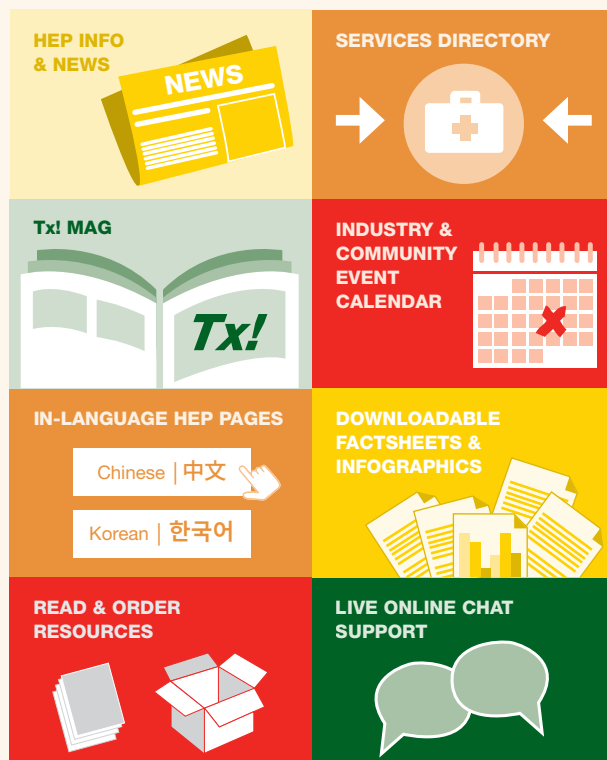 HEP INFO
& NEWS
NEWS
SERVICES DIRECTORY
Tx! MAG
Tx!
INDUSTRY &
COMMUNITY
EVENT
CALENDAR
IN-LANGUAGE HEP PAGES
Chinese | 中文
Korean | 한국어
DOWNLOADABLE
FACTSHEETS &
INFOGRAPHICS
READ & ORDER
RESOURCES
LIVE ONLINE CHAT
SUPPORT